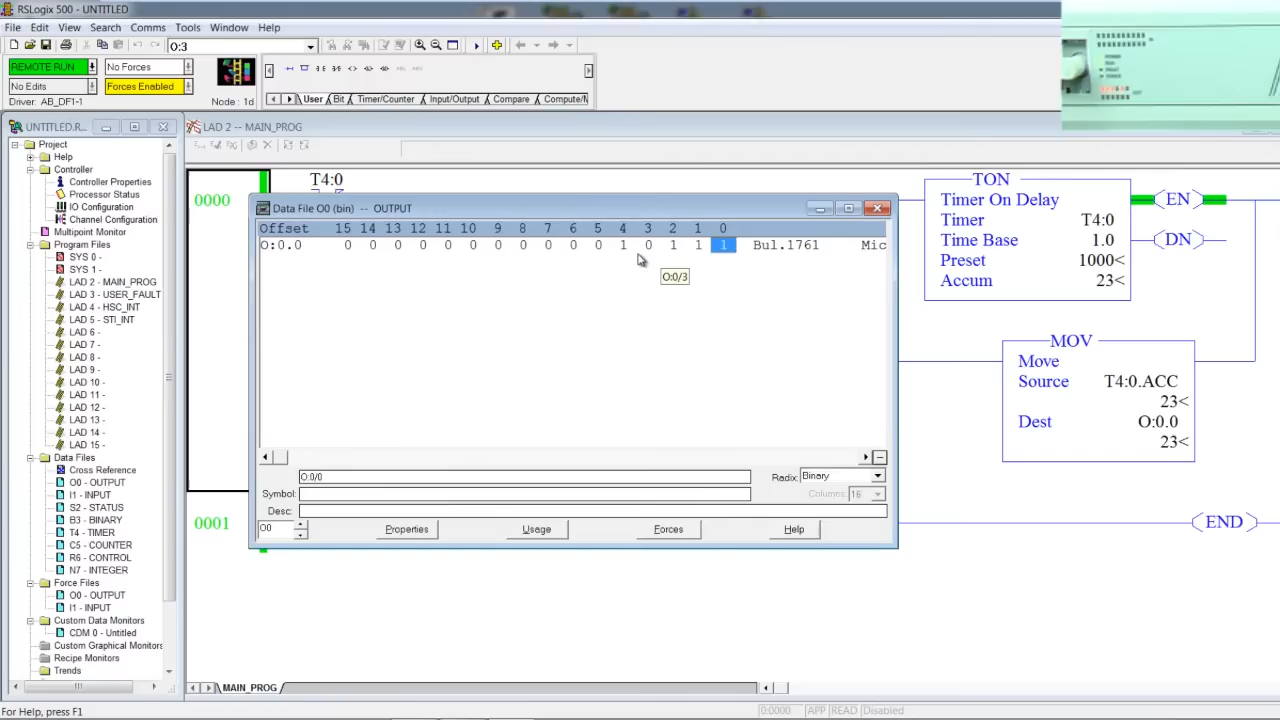 RSLogix 500 - UNTITLED
File Edit View Search Comms Tools Window Help
O:3
REMOTE RUN No Forces
No Edits Forces Enabled
Driver: AB_DF1-1 Node : 1d
User Bit Timer/Counter Input/Output Compare Compute/M
UNTITLED.R...
Project
Help
Controller
Controller Properties
Processor Status
IO Configuration
Channel Configuration
Multipoint Monitor
Program Files
SYS 0 -
SYS 1 -
LAD 2 - MAIN_PROG
LAD 3 - USER_FAULT
LAD 4 - HSC_INT
LAD 5 - STI_INT
LAD 6 -
LAD 7 -
LAD 8 -
LAD 9 -
LAD 10 -
LAD 11 -
LAD 12 -
LAD 13 -
LAD 14 -
LAD 15 -
Data Files
Cross Reference
O0 - OUTPUT
I1 - INPUT
S2 - STATUS
B3 - BINARY
T4 - TIMER
C5 - COUNTER
R6 - CONTROL
N7 - INTEGER
Force Files
O0 - OUTPUT
I1 - INPUT
Custom Data Monitors
CDM 0 - Untitled
Custom Graphical Monitors
Recipe Monitors
Trends
LAD 2 -- MAIN_PROG
0000
T4:0
Data File O0 (bin) -- OUTPUT
Offset 15 14 13 12 11 10 9 8 7 6 5 4 3 2 1 0
O:0.0 0 0 0 0 0 0 0 0 0 0 0 1 0 1 1 1 Bul.1761 Mic
O:0/3
O:0/0
Radix: Binary
Symbol:
Columns: 16
Desc:
O0 Properties Usage Forces Help
TON
Timer On Delay
Timer T4:0
Time Base 1.0
Preset 1000<
Accum 23<
EN
DN
MOV
Move
Source T4:0.ACC
23<
Dest O:0.0
23<
0001
END
MAIN_PROG
For Help, press F1
0:0000 APP READ Disabled